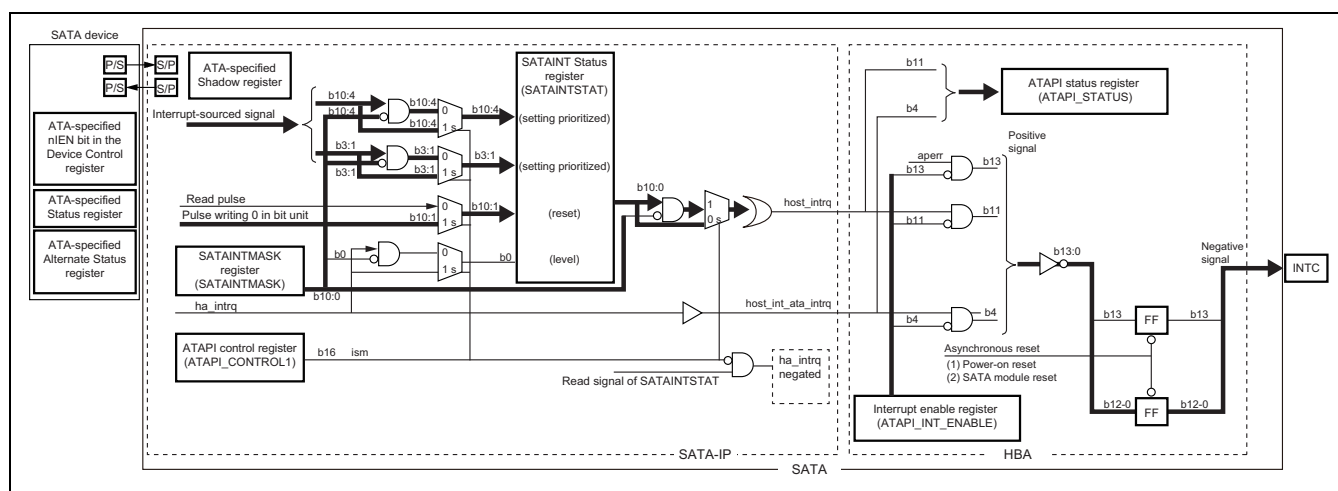 SATA device
P/S
S/P
P/S
S/P
ATA-specified
nIEN bit in the
Device Control
register
ATA-specified
Status register
ATA-specified
Alternate Status
register
ATA-specified
Shadow register
Interrupt-sourced signal
b10:4
b10:4
b10:4
b10:4
0
1 s
b10:4
b3:1
b3:1
b3:1
0
1 s
b3:1
Read pulse
Pulse writing 0 in bit unit
0
b10:1
1 s
b10:1
SATAINTMASK
register
(SATAINTMASK)
b0
0
1 s
b0
b10:0
SATAINT Status
register
(SATAINTSTAT)
(setting prioritized)
(setting prioritized)
(reset)
(level)
b10:0
1
0 s
host_intrq
ha_intrq
host_int_ata_intrq
ATAPI control register
(ATAPI_CONTROL1)
b16
ism
Read signal of SATAINTSTAT
ha_intrq
negated
SATA-IP
b11
b4
ATAPI status register
(ATAPI_STATUS)
Positive
signal
aperr
b13
b13
b11
b11
b4
b4
b13:0
Negative
signal
INTC
b13
FF
b13
Asynchronous reset
(1) Power-on reset
(2) SATA module reset
b12-0
FF
b12-0
Interrupt enable register
(ATAPI_INT_ENABLE)
HBA
SATA